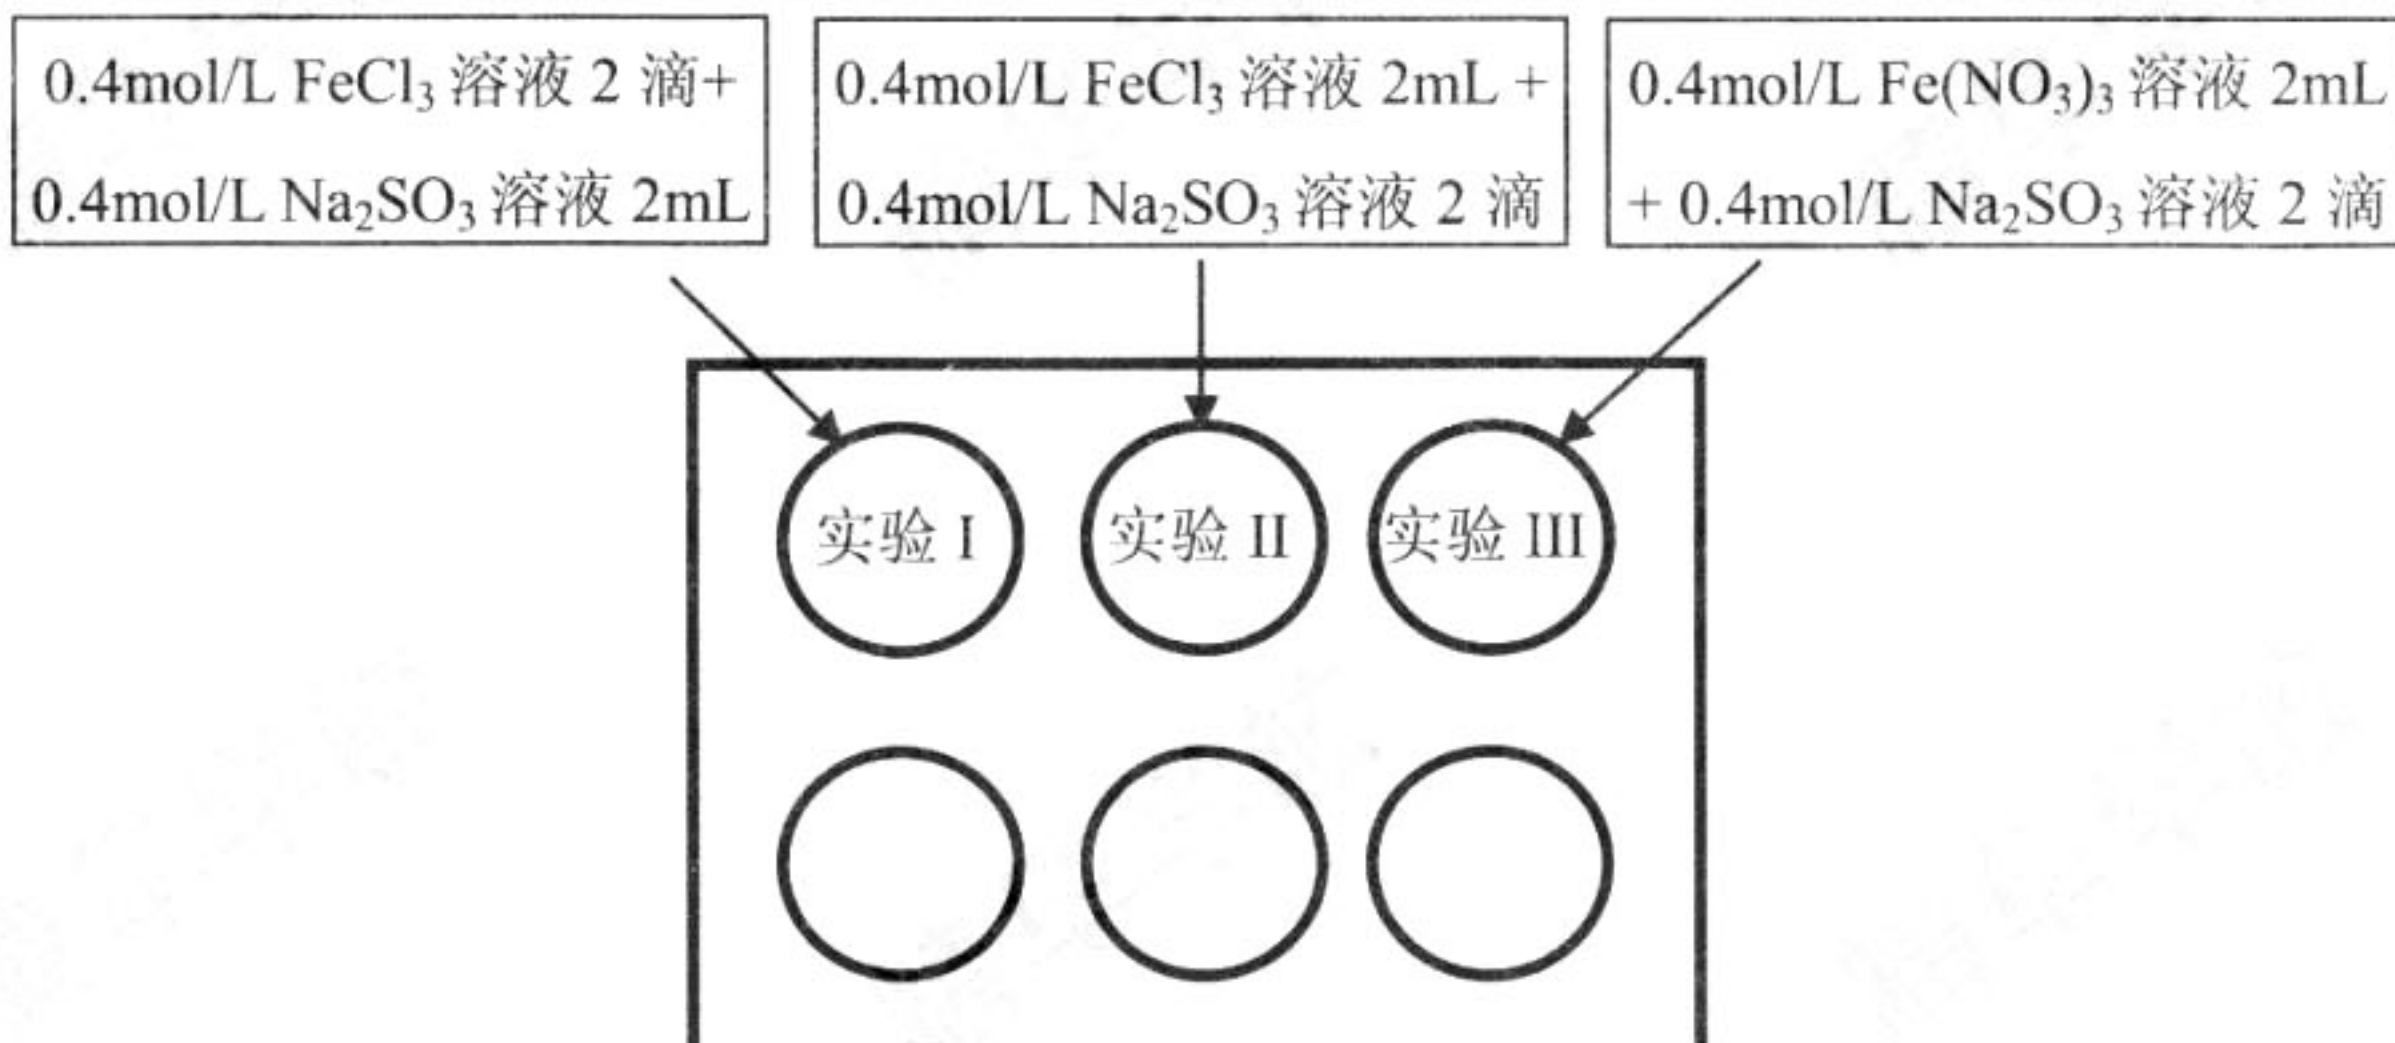 0.4mol/L FeCl₃ 溶液 2 滴+
0.4mol/L Na₂SO₃ 溶液 2mL
0.4mol/L FeCl₃ 溶液 2mL +
0.4mol/L Na₂SO₃ 溶液 2 滴
0.4mol/L Fe(NO₃)₃ 溶液 2mL
+ 0.4mol/L Na₂SO₃ 溶液 2 滴
实验 I
实验 II
实验 III